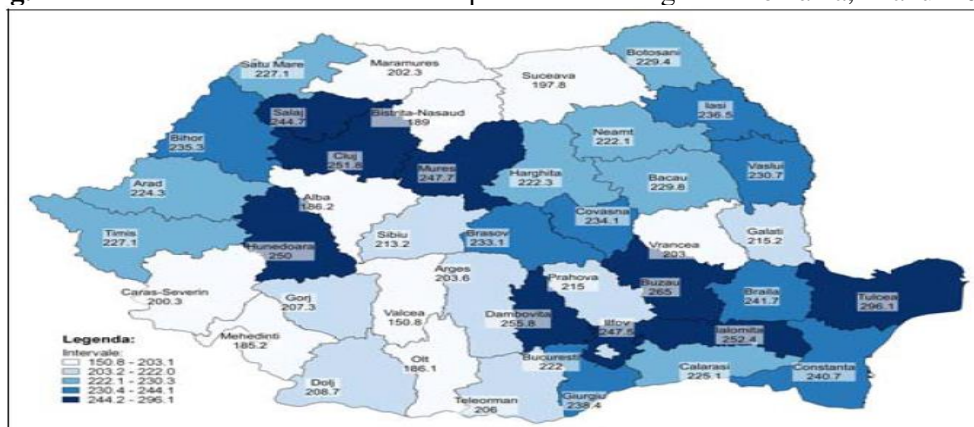 Satu Mare
227.1
Maramures
202.3
Suceava
197.8
Botosani
229.4
Salaj
244.7
Bistrita-Nasaud
189
Iasi
236.5
Bihor
235.3
Cluj
251.8
Mures
247.7
Neamt
222.1
Harghita
222.3
Bacau
229.8
Vaslui
230.7
Arad
224.3
Alba
186.2
Timis
227.1
Hunedoara
250
Sibiu
213.2
Brasov
233.1
Covasna
234.1
Vrancea
203
Galati
215.2
Caras-Severin
200.3
Gorj
207.3
Valcea
150.8
Arges
203.6
Prahova
215
Buzau
265
Braila
241.7
Tulcea
296.1
Dambovita
255.8
Ilfov
247.5
Ialomita
252.4
Mehedinti
185.2
Olt
186.1
Bucuresti
222
Calarasi
225.1
Constanta
240.7
Dolj
208.7
Teleorman
206
Giurgiu
238.4
Legenda:
Intervale:
150.8 - 203.1
203.2 - 222.0
222.1 - 230.3
230.4 - 244.1
244.2 - 296.1